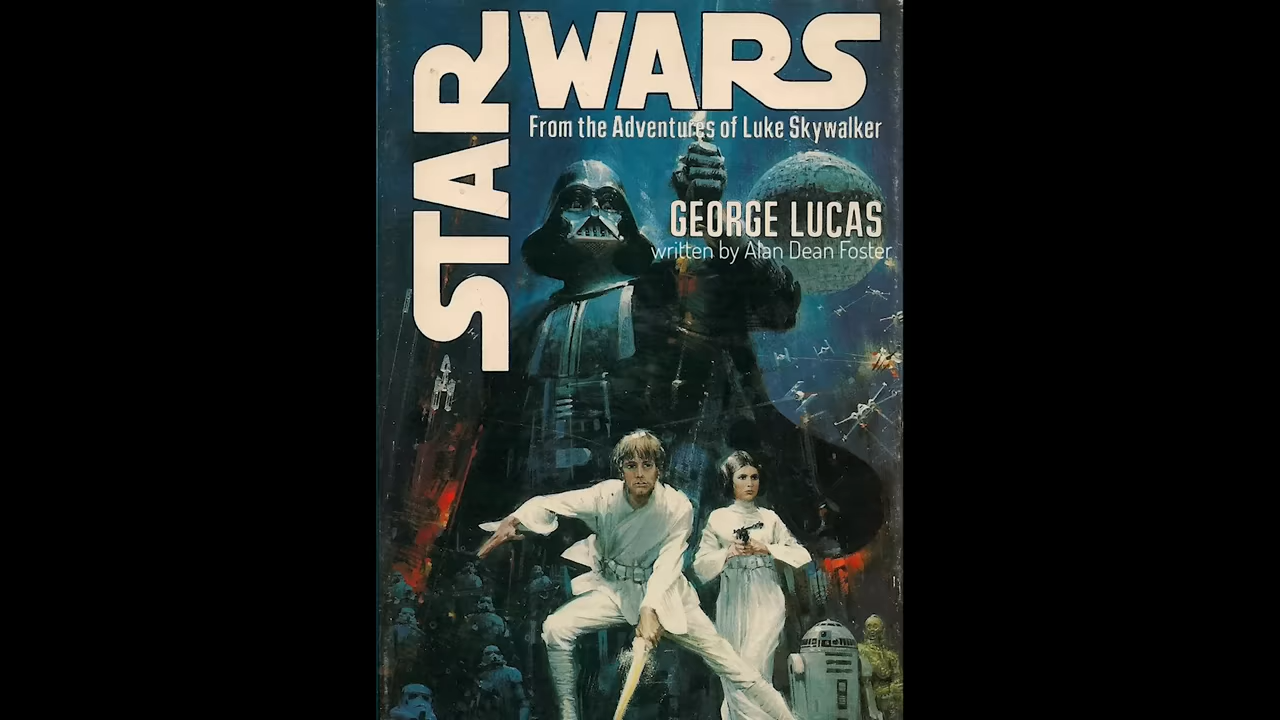 STAR WARS
From the Adventures of Luke Skywalker
GEORGE LUCAS
written by Alan Dean Foster